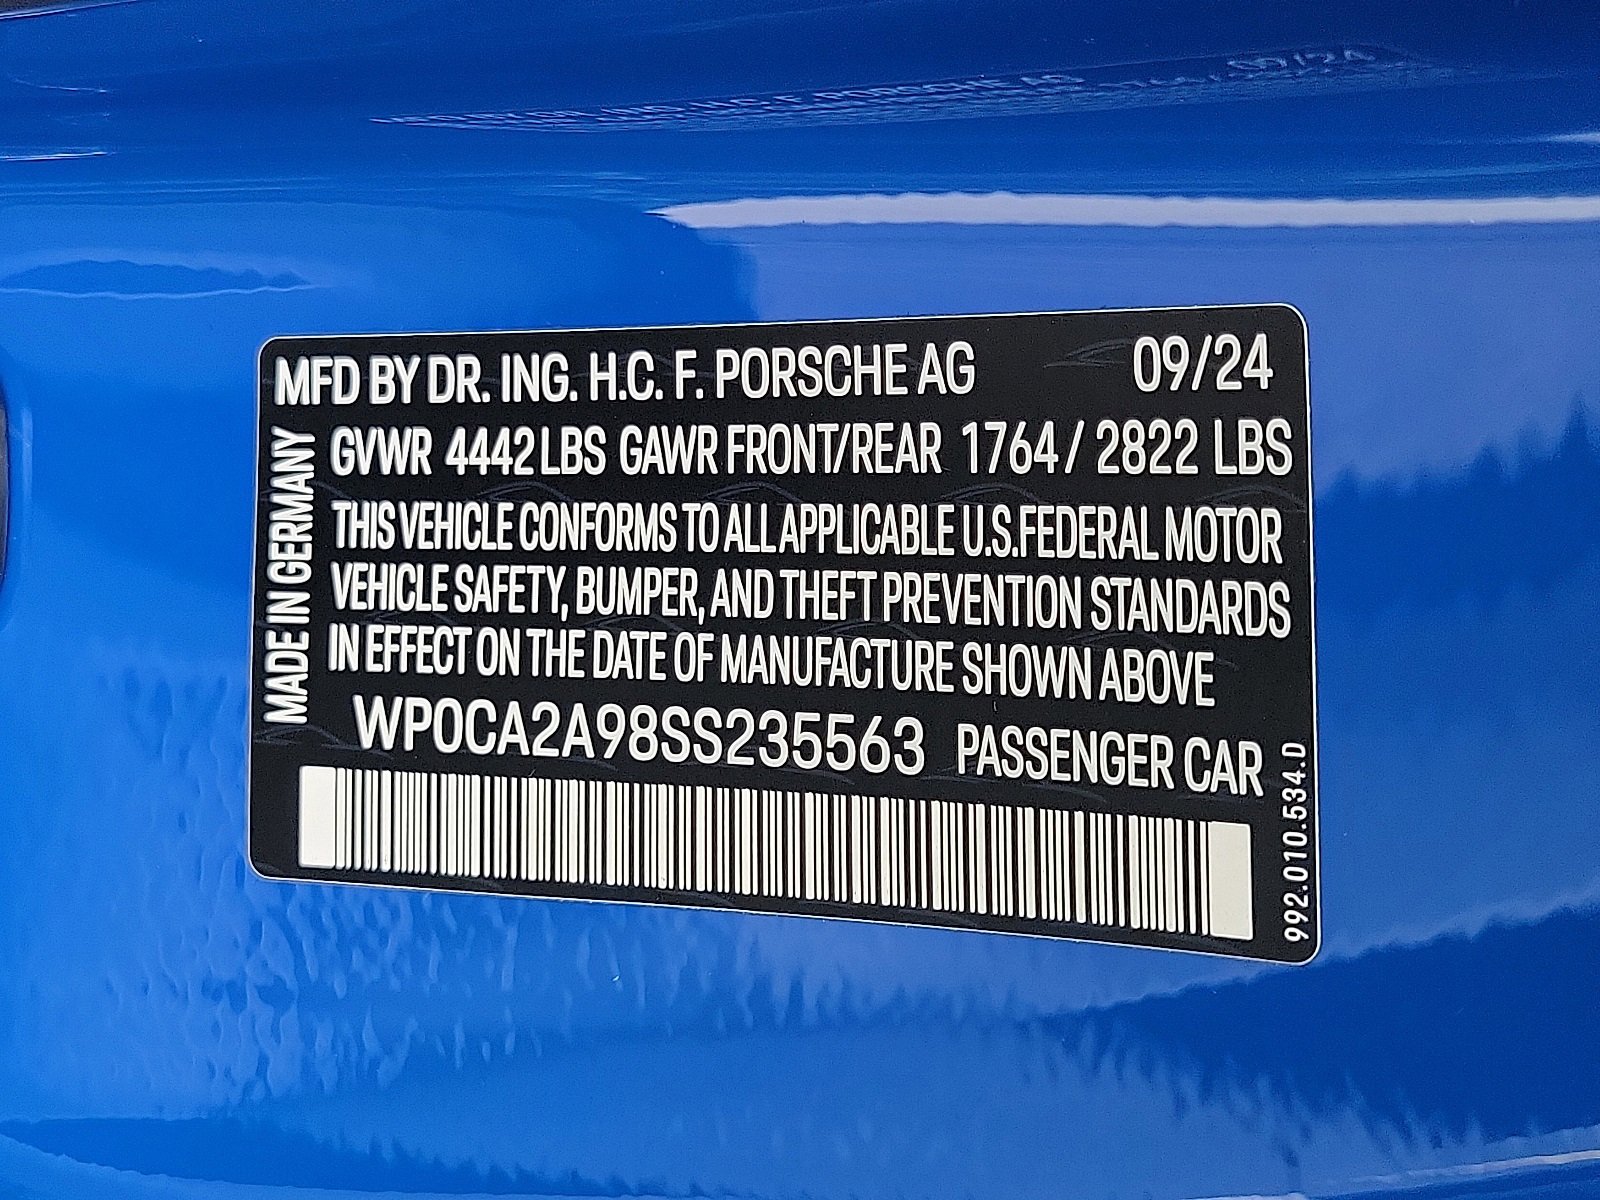 MFD BY DR. ING. H.C. F. PORSCHE AG 09/24
GVWR 4442 LBS GAWR FRONT/REAR 1764 / 2822 LBS
THIS VEHICLE CONFORMS TO ALL APPLICABLE U.S. FEDERAL MOTOR
VEHICLE SAFETY, BUMPER, AND THEFT PREVENTION STANDARDS
IN EFFECT ON THE DATE OF MANUFACTURE SHOWN ABOVE
WP0CA2A98SS235563 PASSENGER CAR
MADE IN GERMANY
992.010.534.D